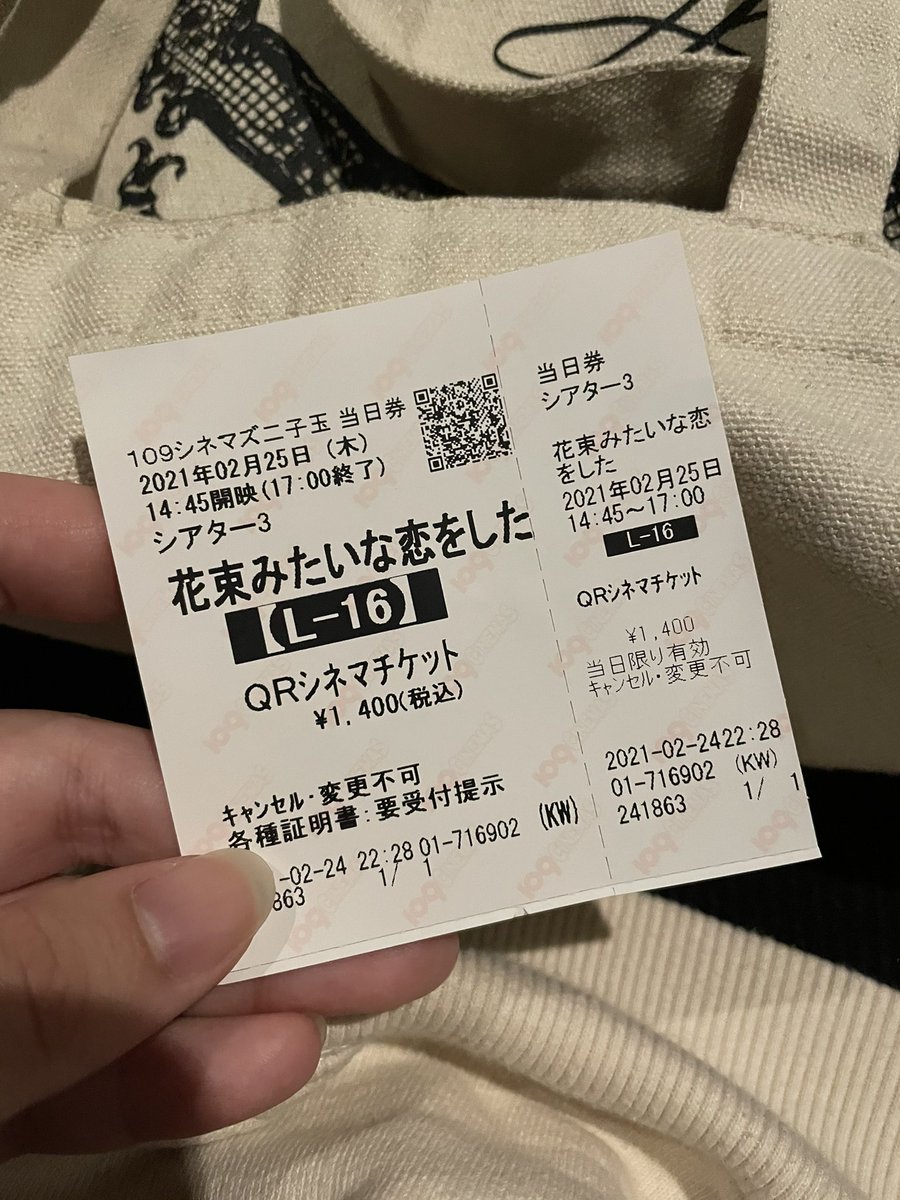 109シネマズニ子玉 当日券
2021年02月25日 (木)
14:45開映(17:00終了)
シアター3
花束みたいな恋をした
【L-16】
QRシネマチケット
¥1,400(税込)
キャンセル・変更不可
各種証明書:要受付提示
-02-24 22:28 01-716902 (KW)
863 1/ 1
当日券
シアター3
花束みたいな恋
をした
2021年02月25日
14:45～17:00
L-16
QRシネマチケット
¥1,400
当日限り有効
キャンセル・変更不可
2021-02-24 22:28
01-716902 (KW)
241863 1/ 1